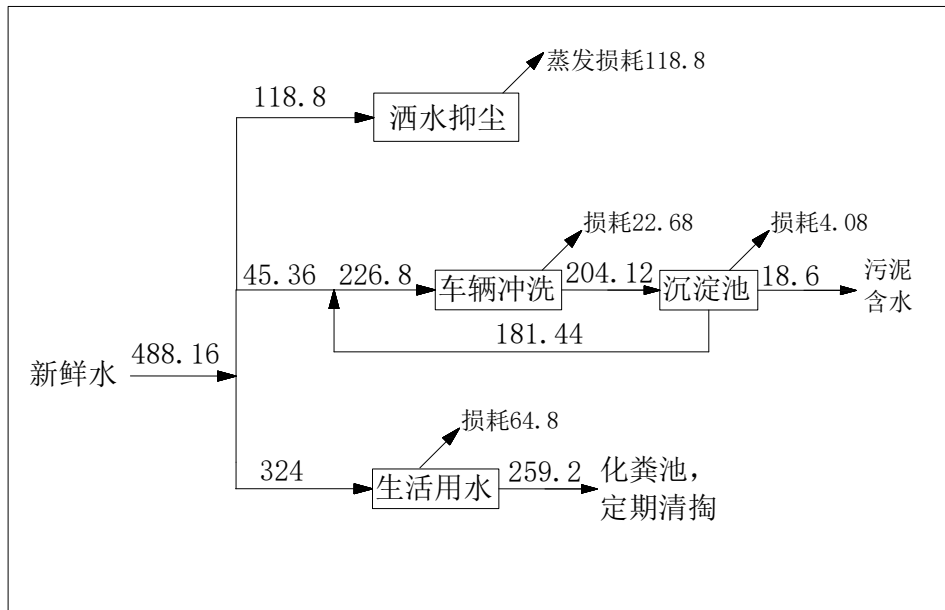 蒸发损耗118.8
118.8
洒水抑尘
损耗22.68
损耗4.08
45.36
226.8
车辆冲洗
204.12
沉淀池
18.6
污泥
含水
181.44
新鲜水
488.16
损耗64.8
324
生活用水
259.2
化粪池,
定期清掏